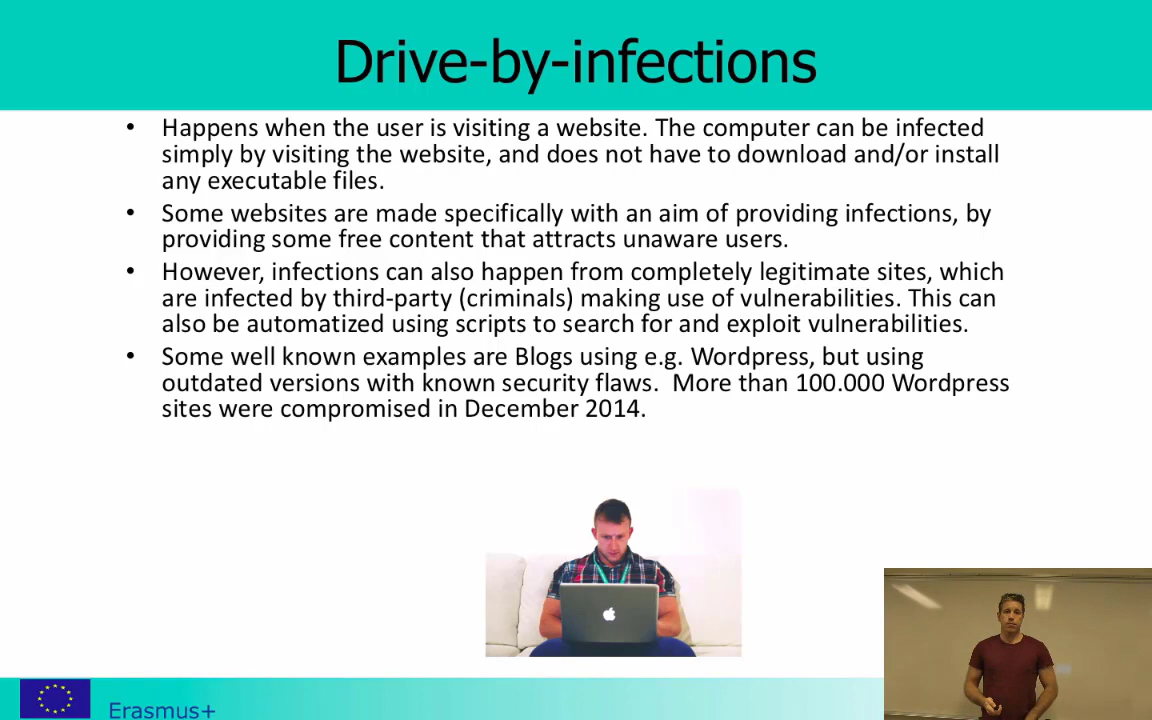 Drive-by-infections
• Happens when the user is visiting a website. The computer can be infected
simply by visiting the website, and does not have to download and/or install
any executable files.
• Some websites are made specifically with an aim of providing infections, by
providing some free content that attracts unaware users.
• However, infections can also happen from completely legitimate sites, which
are infected by third-party (criminals) making use of vulnerabilities. This can
also be automatized using scripts to search for and exploit vulnerabilities.
• Some well known examples are Blogs using e.g. Wordpress, but using
outdated versions with known security flaws.  More than 100.000 Wordpress
sites were compromised in December 2014.
Erasmus+